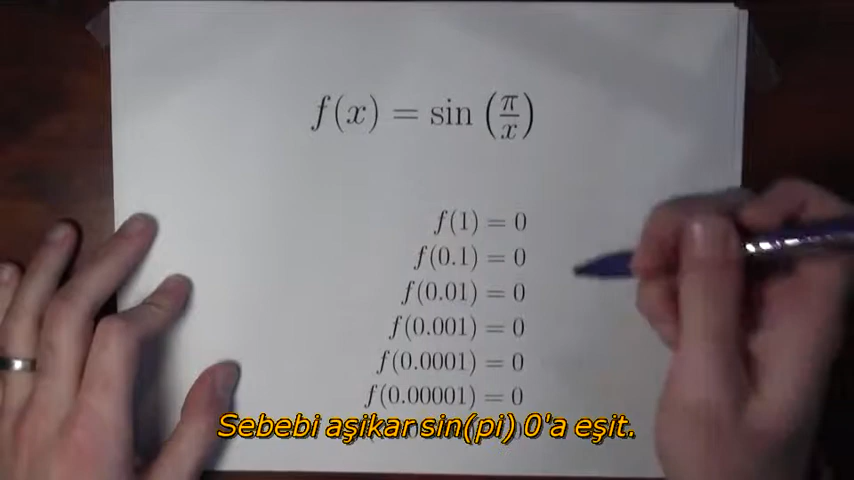 f(x) = sin (π/x)
f(1) = 0
f(0.1) = 0
f(0.01) = 0
f(0.001) = 0
f(0.0001) = 0
f(0.00001) = 0
Sebebi aşikar sin(pi) 0'a eşit.